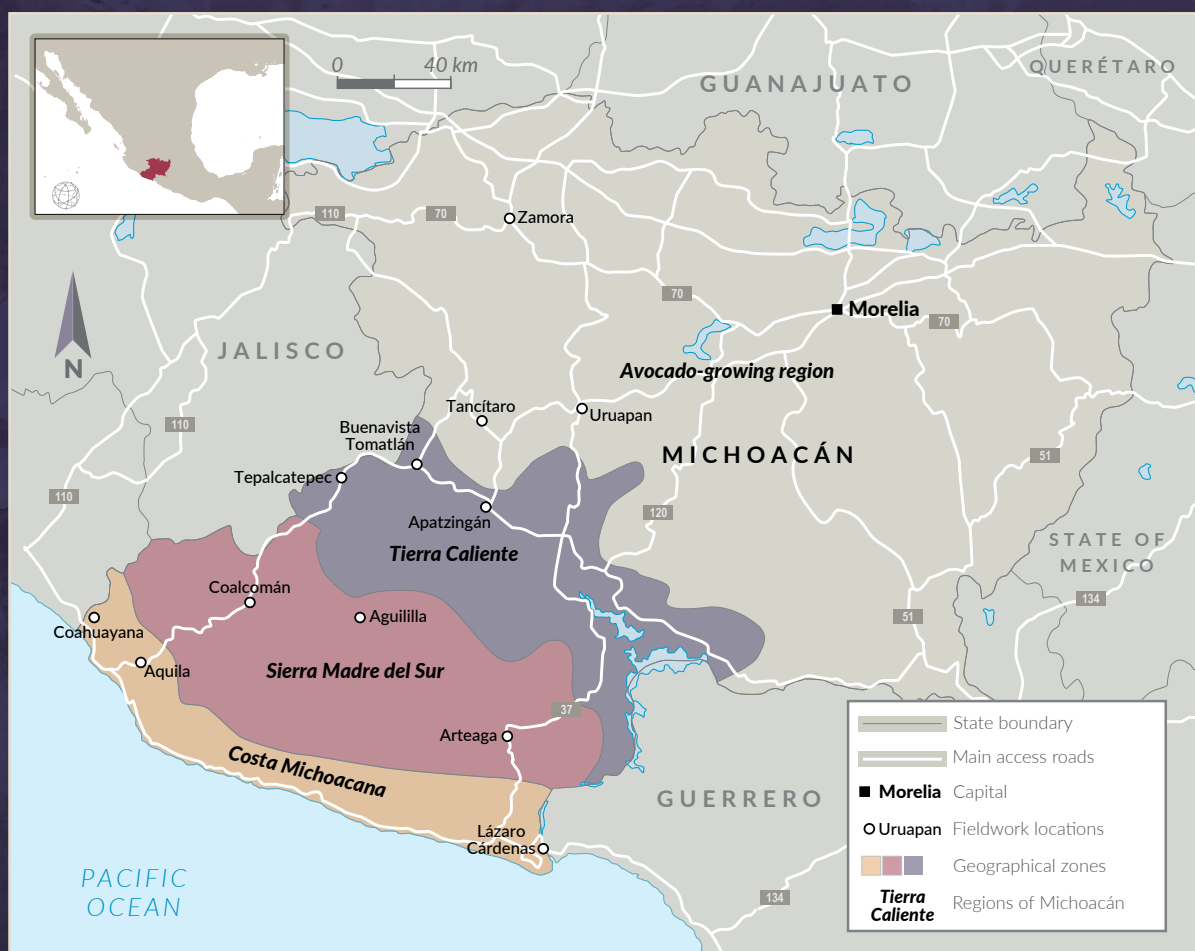 0 40 km
GUANAJUATO
QUERÉTARO
110
70
Zamora
70
Morelia
70
N
JALISCO
Avocado-growing region
Tancítaro
Uruapan
110
Buenavista
Tomatlán
MICHOACÁN
51
Tepalcatepec
110
Apatzingán
120
Tierra Caliente
STATE OF
MEXICO
Coalcomán
134
Aguililla
51
Coahuayana
Aquila
Sierra Madre del Sur
37
Arteaga
Costa Michoacana
GUERRERO
Lázaro
Cárdenas
PACIFIC
OCEAN
134
State boundary
Main access roads
Morelia Capital
Uruapan Fieldwork locations
Geographical zones
Tierra
Caliente
Regions of Michoacán